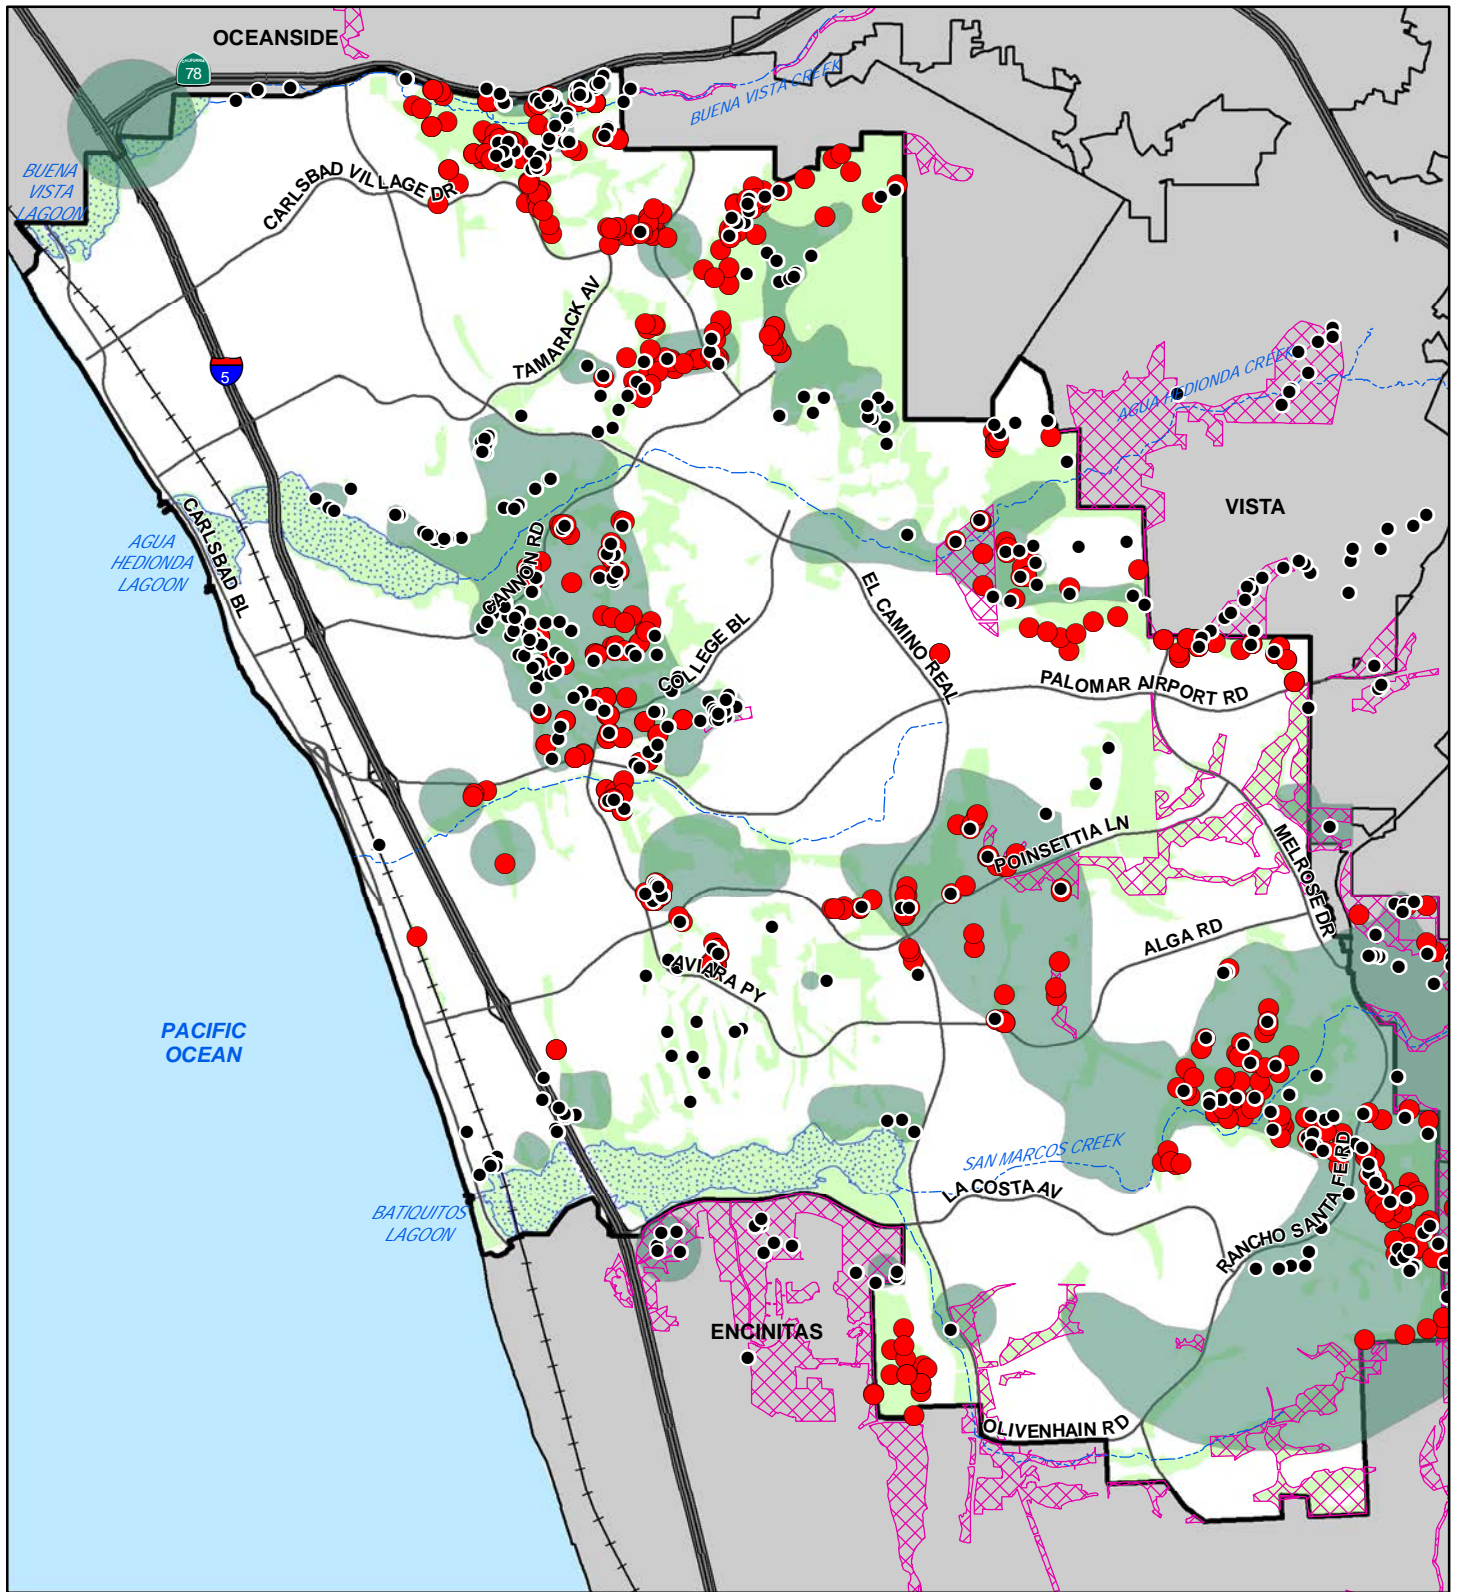 OCEANSIDE
CALIFORNIA
78
BUENA VISTA CREEK
BUENA
VISTA
LAGOON
CARLSBAD VILLAGE DR
TAMARACK AV
5
AGUA HEDIONDA CREEK
VISTA
CARLSBAD BL
AGUA
HEDIONDA
LAGOON
CANNON RD
EL CAMINO REAL
COLLEGE BL
PALOMAR AIRPORT RD
POINSETTIA LN
MELROSE DR
ALGA RD
AVIARA PY
PACIFIC
OCEAN
SAN MARCOS CREEK
LA COSTA AV
RANCHO SANTA FE RD
BATIQUITOS
LAGOON
ENCINITAS
OLIVENHAIN RD